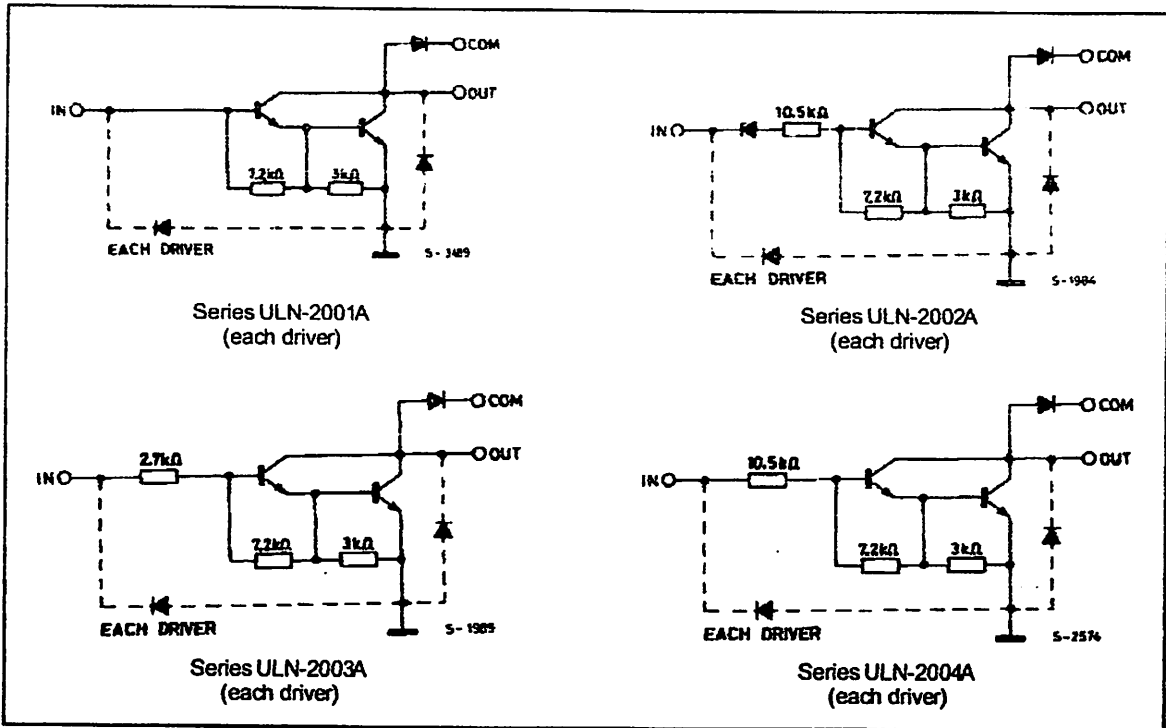 COM
OUT
IN
7.2kΩ
3kΩ
EACH DRIVER
S-3489
Series ULN-2001A
(each driver)
COM
OUT
IN
10.5kΩ
7.2kΩ
3kΩ
EACH DRIVER
S-1984
Series ULN-2002A
(each driver)
COM
OUT
IN
2.7kΩ
7.2kΩ
3kΩ
EACH DRIVER
S-1985
Series ULN-2003A
(each driver)
COM
OUT
IN
10.5kΩ
7.2kΩ
3kΩ
EACH DRIVER
S-2574
Series ULN-2004A
(each driver)